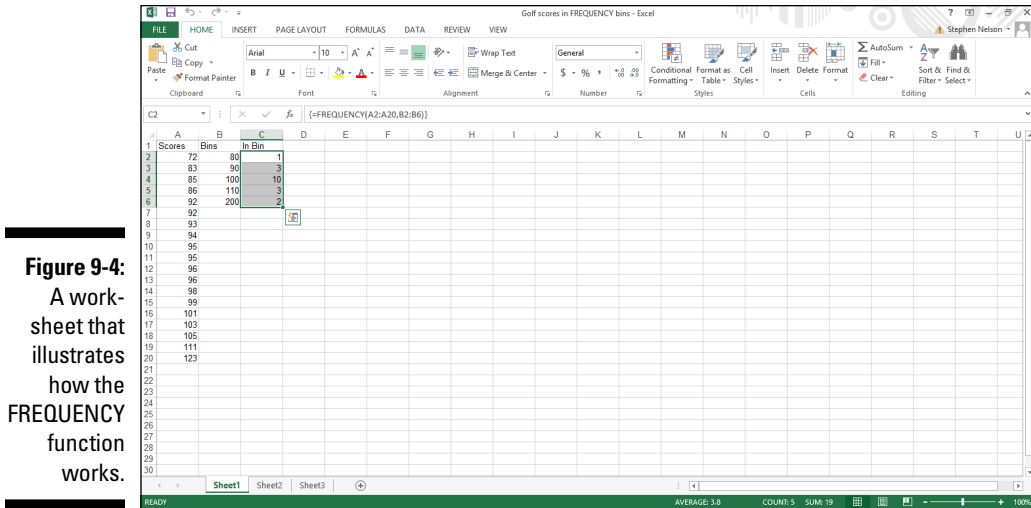 Golf scores in FREQUENCY bins - Excel
FILE HOME INSERT PAGE LAYOUT FORMULAS DATA REVIEW VIEW
Stephen Nelson
Paste
Cut
Copy
Format Painter
Clipboard
Arial 10
B I U
Font
Wrap Text
Merge & Center
Alignment
General
$ % ,
Number
Conditional Formatting
Format as Table
Cell Styles
Styles
Insert Delete Format
Cells
AutoSum
Fill
Clear
Sort & Filter
Find & Select
Editing
C2 fx {=FREQUENCY(A2:A20,B2:B6)}
A B C D E F G H I J K L M N O P Q R S T U
1 Scores Bins In Bin
2 72 80 1
3 83 90 3
4 85 100 10
5 86 110 3
6 92 200 2
7 92
8 93
9 94
10 95
11 95
12 96
13 96
14 98
15 99
16 101
17 103
18 105
19 111
20 123
21
22
23
24
25
26
27
28
29
30
Sheet1 Sheet2 Sheet3
READY AVERAGE: 3.8 COUNT: 5 SUM: 19 100%
Figure 9-4:
A work-
sheet that
illustrates
how the
FREQUENCY
function
works.